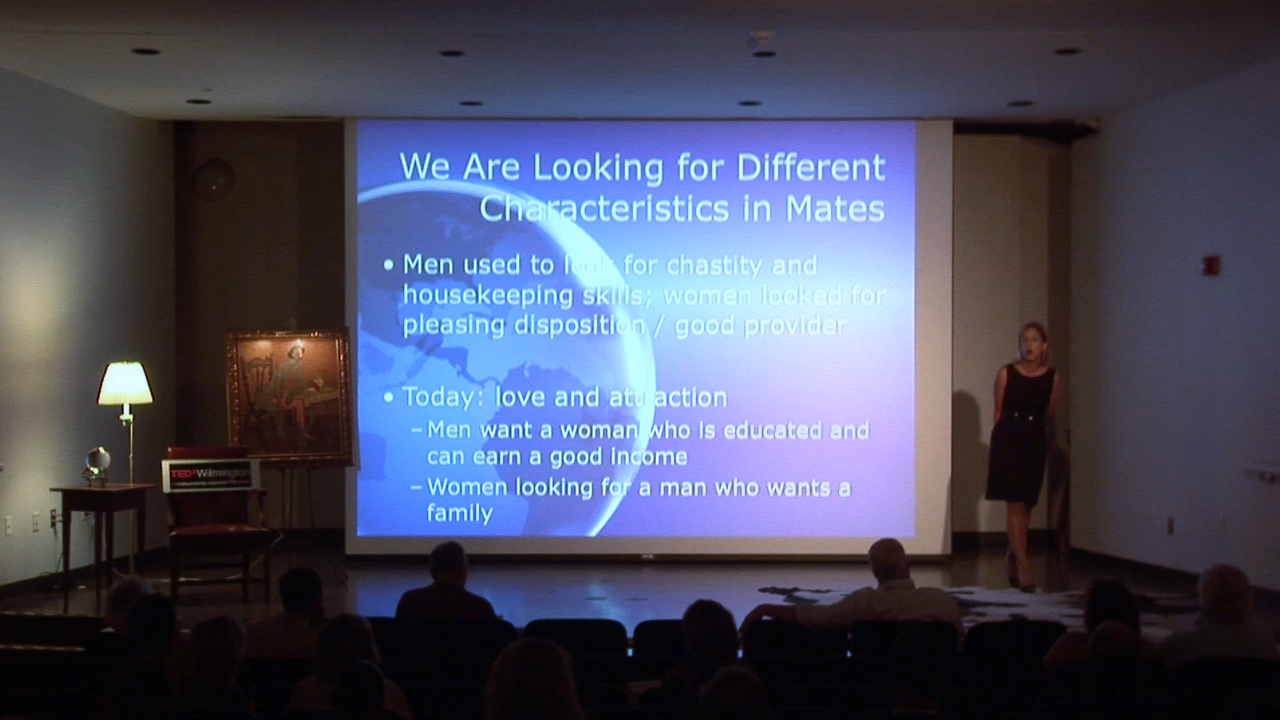 We Are Looking for Different
Characteristics in Mates
• Men used to look for chastity and
housekeeping skills; women looked for
pleasing disposition / good provider
• Today: love and attraction
– Men want a woman who is educated and
can earn a good income
– Women looking for a man who wants a
family
TEDxWilmington